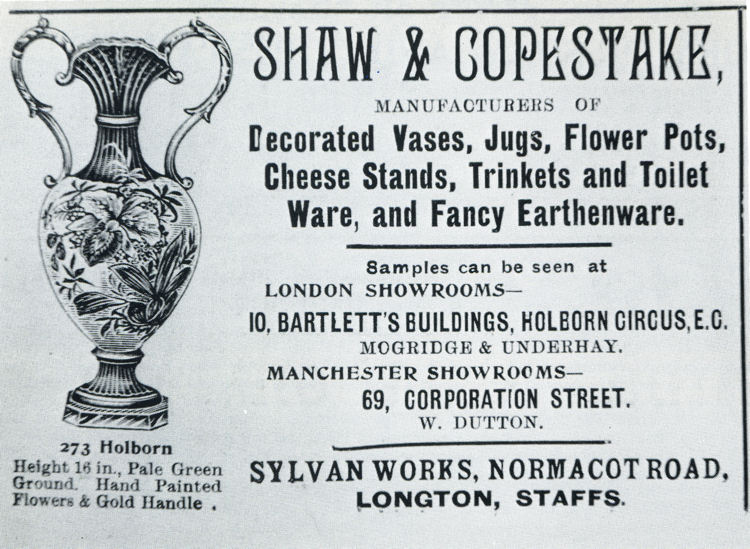 SHAW & COPESTAKE,
MANUFACTURERS OF
Decorated Vases, Jugs, Flower Pots,
Cheese Stands, Trinkets and Toilet
Ware, and Fancy Earthenware.
Samples can be seen at
LONDON SHOWROOMS—
10, BARTLETT'S BUILDINGS, HOLBORN CIRCUS, E.C.
MOGRIDGE & UNDERHAY.
MANCHESTER SHOWROOMS—
69, CORPORATION STREET.
W. DUTTON.
SYLVAN WORKS, NORMACOT ROAD,
LONGTON, STAFFS.
273 Holborn
Height 16 in., Pale Green
Ground. Hand Painted
Flowers & Gold Handle .